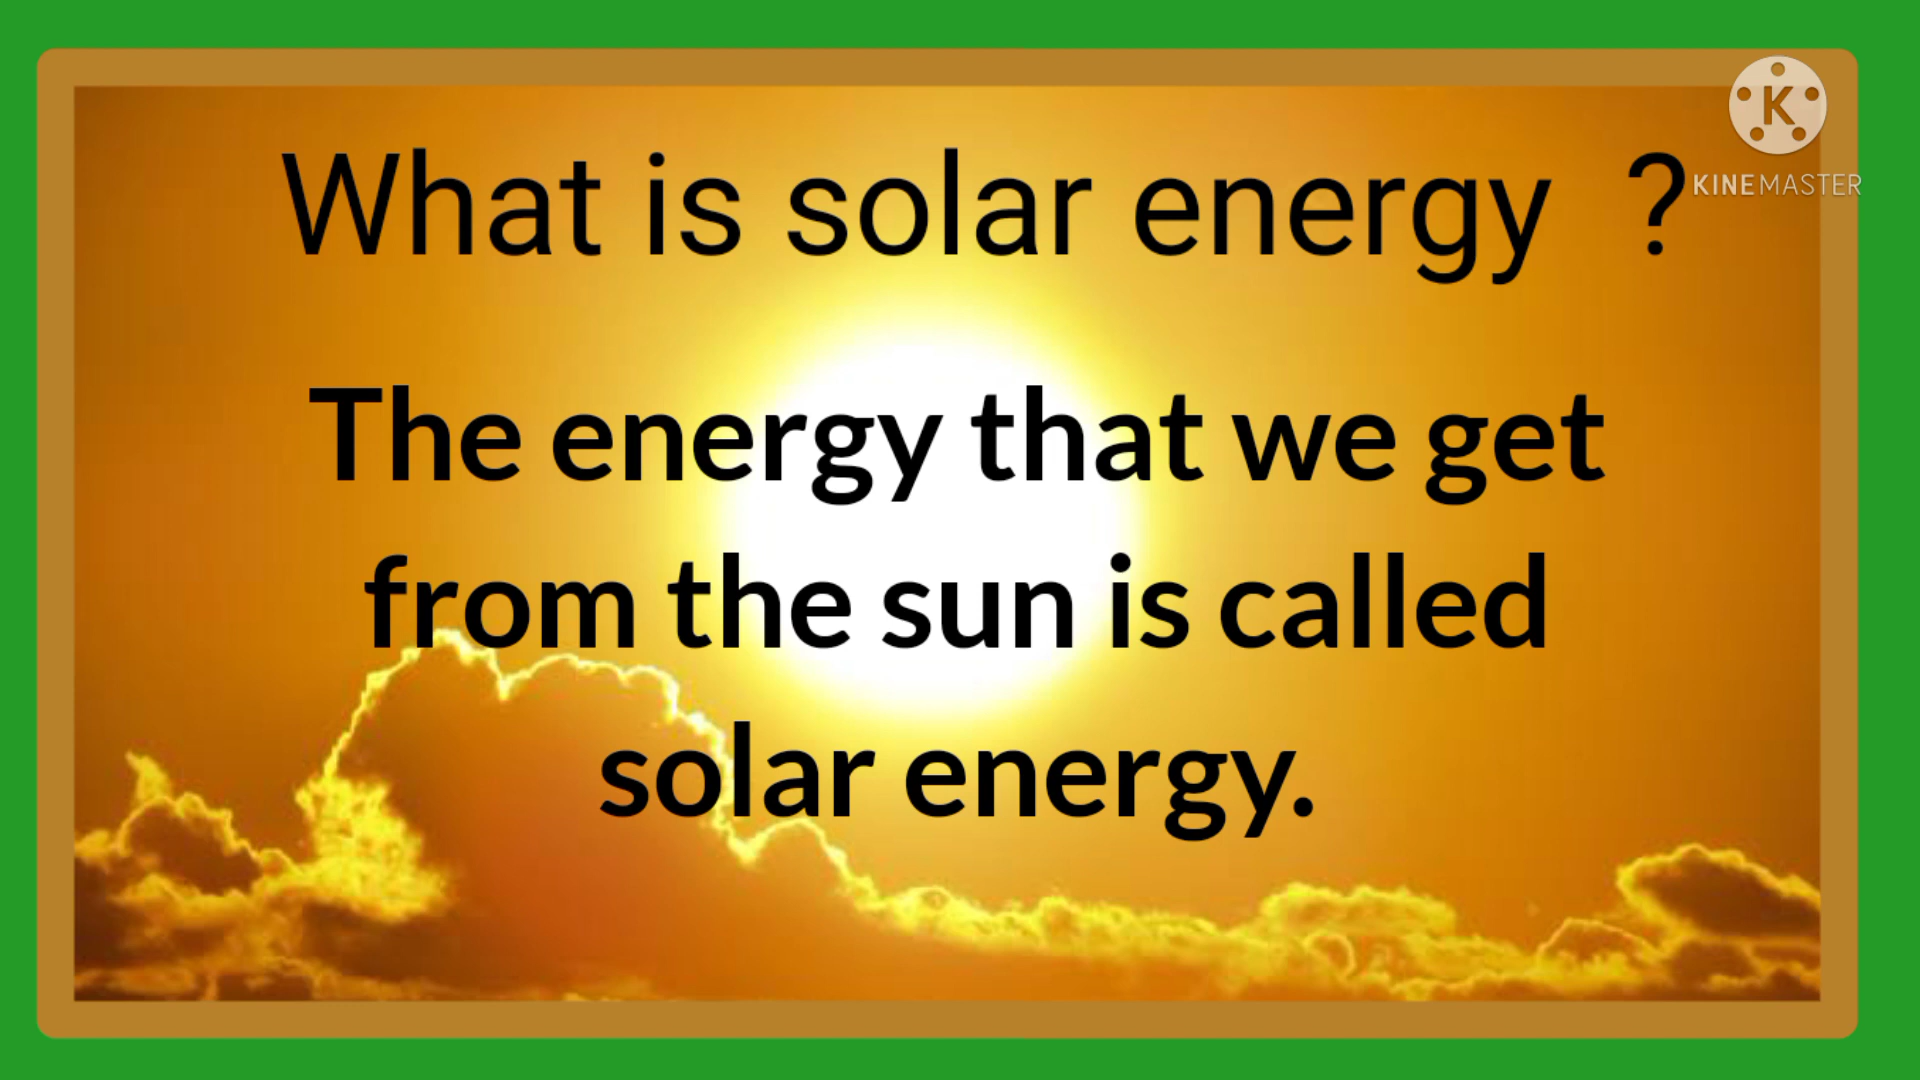 What is solar energy  ?
K
KINEMASTER
The energy that we get
from the sun is called
solar energy.